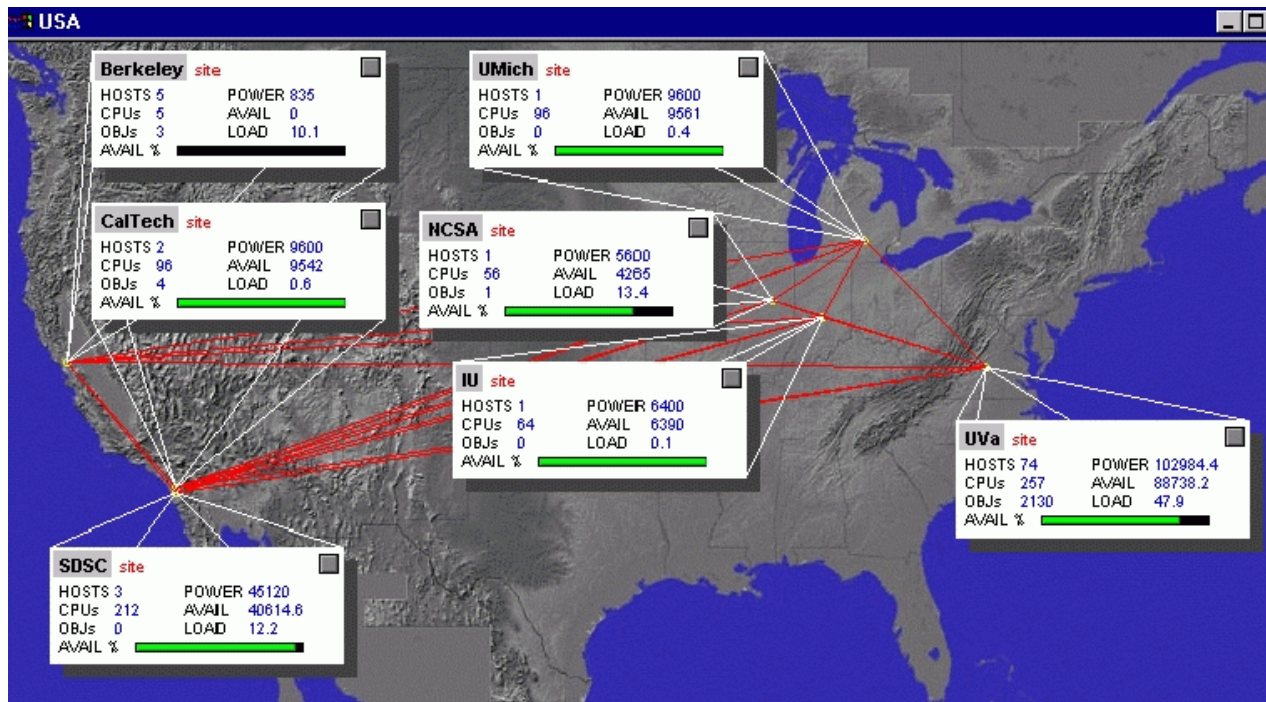 USA
Berkeley site
HOSTS 5 POWER 835
CPUs 5 AVAIL 0
OBJs 3 LOAD 10.1
AVAIL %
UMich site
HOSTS 1 POWER 9600
CPUs 96 AVAIL 9561
OBJs 0 LOAD 0.4
AVAIL %
CalTech site
HOSTS 2 POWER 9600
CPUs 96 AVAIL 9542
OBJs 4 LOAD 0.6
AVAIL %
NCSA site
HOSTS 1 POWER 5600
CPUs 56 AVAIL 4265
OBJs 1 LOAD 13.4
AVAIL %
IU site
HOSTS 1 POWER 6400
CPUs 64 AVAIL 6390
OBJs 0 LOAD 0.1
AVAIL %
UVa site
HOSTS 74 POWER 102984.4
CPUs 257 AVAIL 88738.2
OBJs 2130 LOAD 47.9
AVAIL %
SDSC site
HOSTS 3 POWER 45120
CPUs 212 AVAIL 40614.6
OBJs 0 LOAD 12.2
AVAIL %